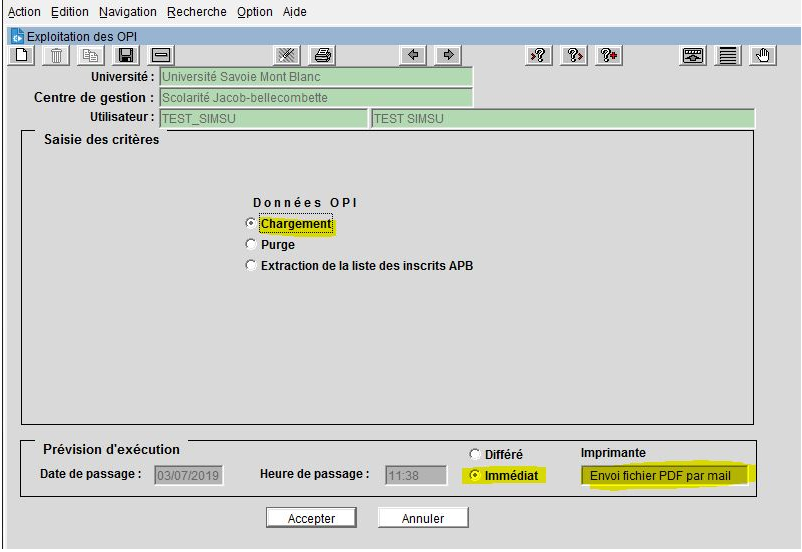 Action Edition Navigation Recherche Option Aide
Exploitation des OPI
Université : Université Savoie Mont Blanc
Centre de gestion : Scolarité Jacob-bellecombette
Utilisateur : TEST_SIMSU TEST SIMSU
Saisie des critères
Données OPI
Chargement
Purge
Extraction de la liste des inscrits APB
Prévision d'exécution
Différé
Imprimante
Date de passage : 03/07/2019 Heure de passage : 11:38 Immédiat Envoi fichier PDF par mail
Accepter Annuler